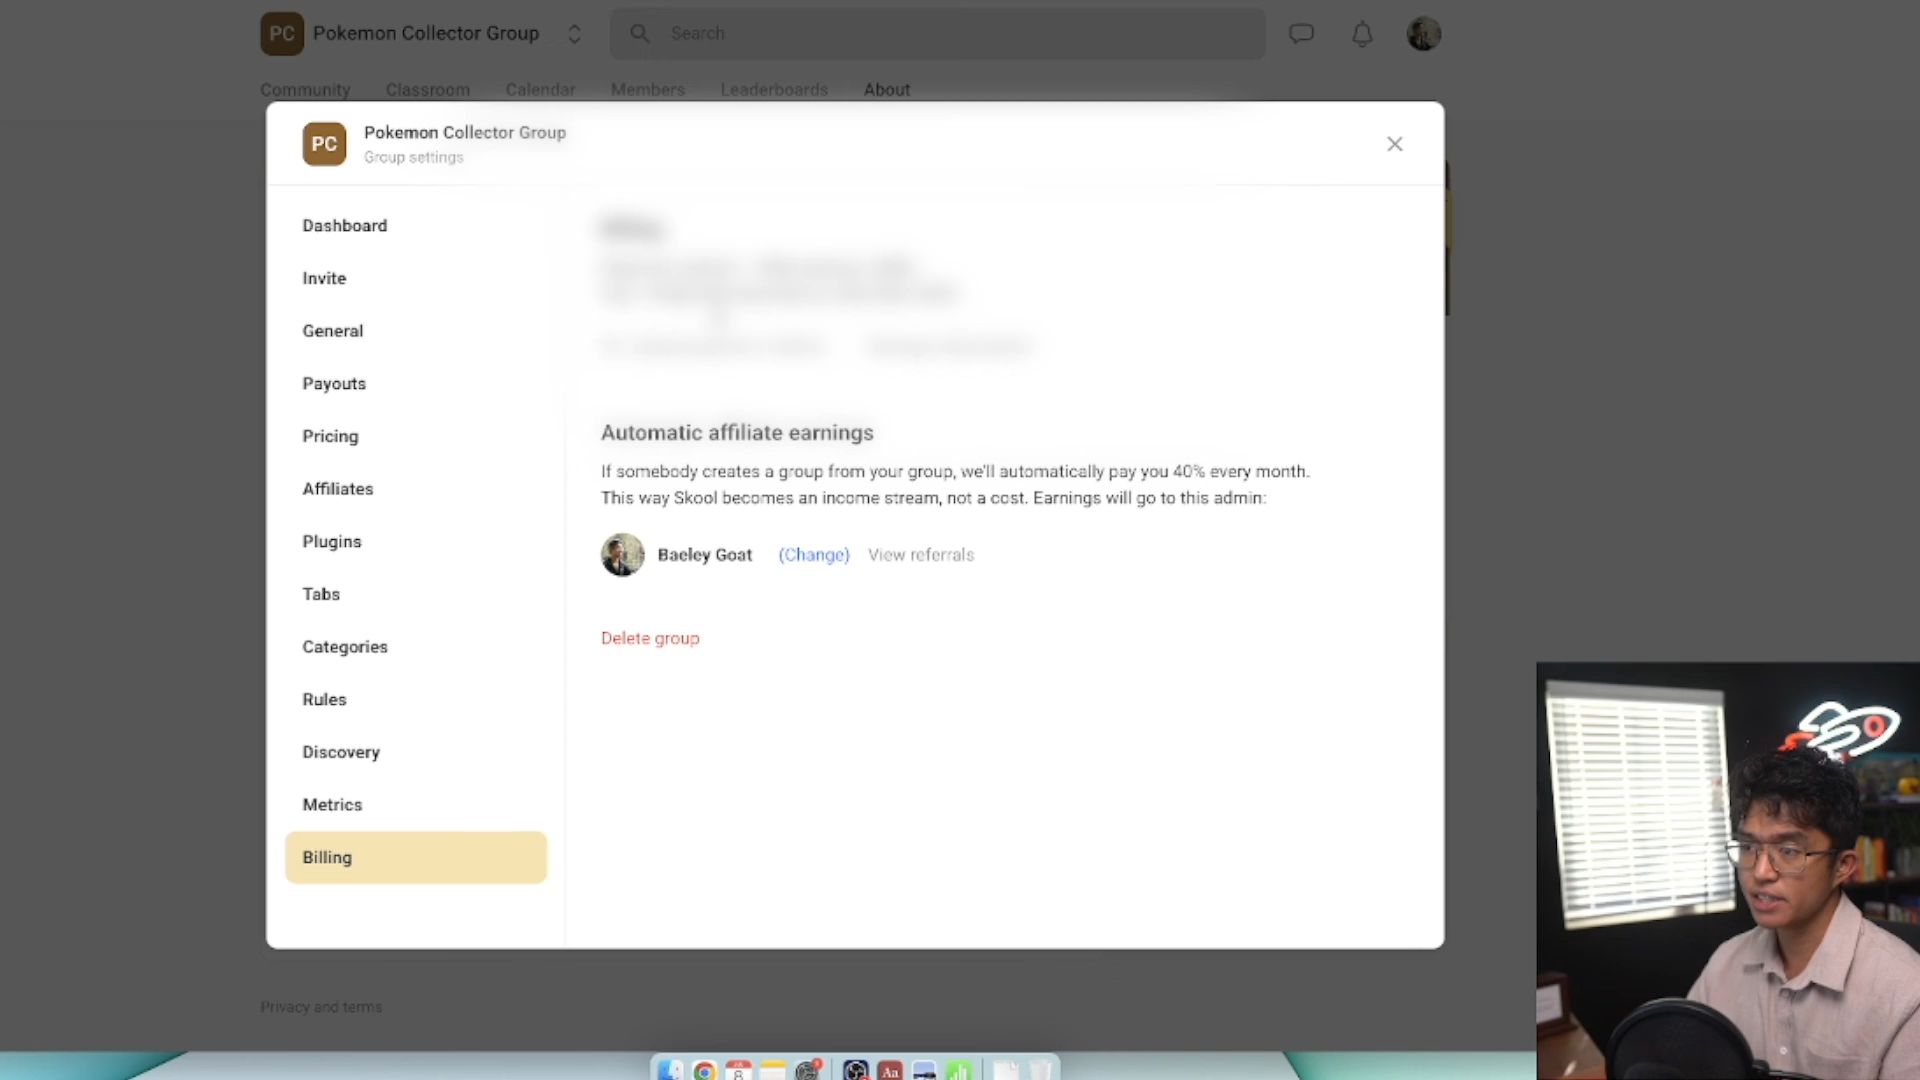 PC Pokemon Collector Group
Search
Community Classroom Calendar Members Leaderboards About
PC
Pokemon Collector Group
Group settings
Dashboard
Invite
General
Payouts
Pricing
Affiliates
Plugins
Tabs
Categories
Rules
Discovery
Metrics
Billing
Automatic affiliate earnings
If somebody creates a group from your group, we'll automatically pay you 40% every month.
This way Skool becomes an income stream, not a cost. Earnings will go to this admin:
Baeley Goat (Change) View referrals
Delete group
Privacy and terms
8
Aa